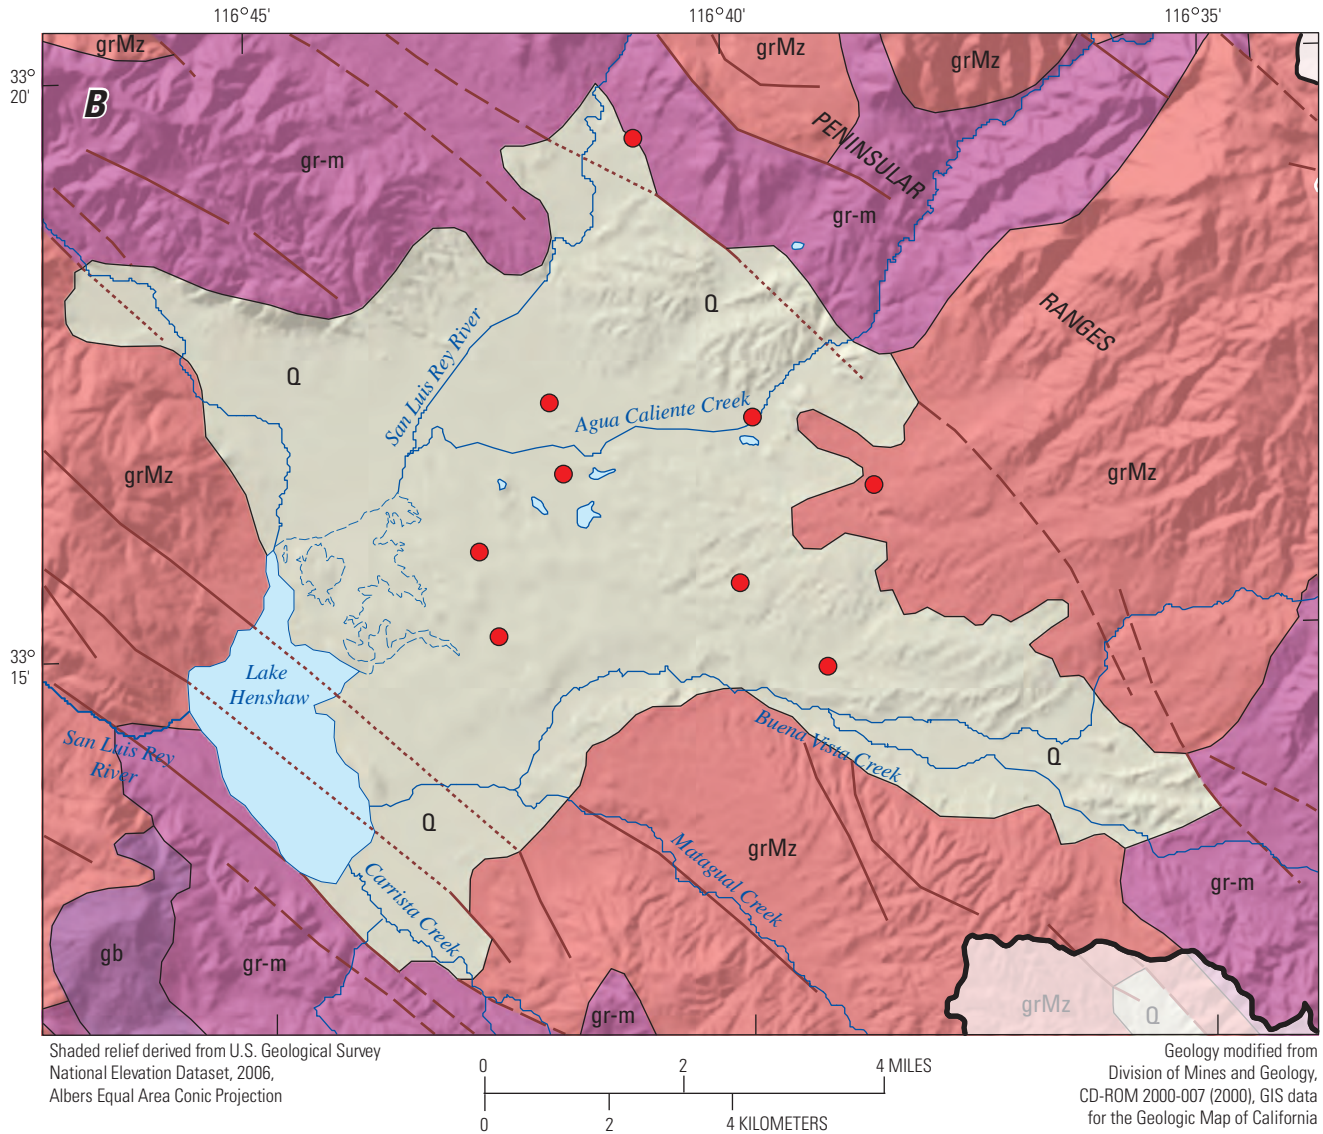 116°45'
116°40'
116°35'
33°
20'
B
grMz
grMz
grMz
PENINSULAR
gr-m
gr-m
RANGES
Q
Q
San Luis Rey River
Agua Caliente Creek
grMz
grMz
33°
15'
Lake
Henshaw
San Luis Rey
River
Buena Vista Creek
Q
Q
grMz
Matagual Creek
Carrista Creek
gr-m
gb
gr-m
gr-m
grMz
Q
Shaded relief derived from U.S. Geological Survey
National Elevation Dataset, 2006,
Albers Equal Area Conic Projection
0 2 4 MILES
0 2 4 KILOMETERS
Geology modified from
Division of Mines and Geology,
CD-ROM 2000-007 (2000), GIS data
for the Geologic Map of California